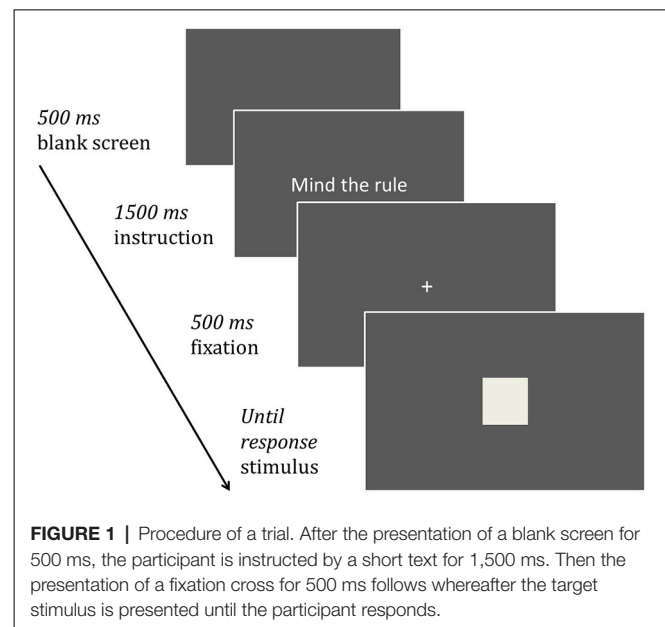 500 ms
blank screen
Mind the rule
1500 ms
instruction
+
500 ms
fixation
Until
response
stimulus
FIGURE 1 | Procedure of a trial. After the presentation of a blank screen for
500 ms, the participant is instructed by a short text for 1,500 ms. Then the
presentation of a fixation cross for 500 ms follows whereafter the target
stimulus is presented until the participant responds.